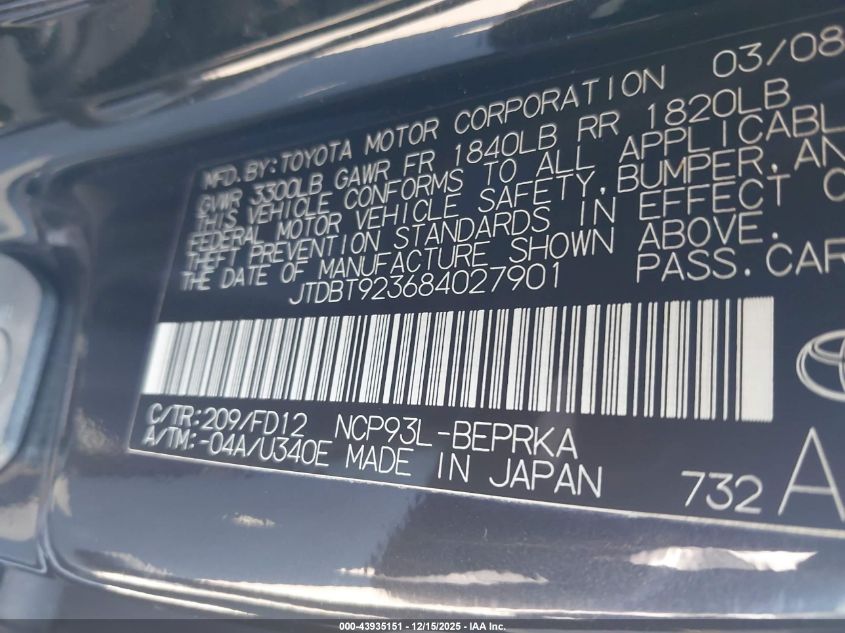 MFD. BY: TOYOTA MOTOR CORPORATION 03/08
GVWR 3300LB GAWR FR 1840LB RR 1820LB
THIS VEHICLE CONFORMS TO ALL APPLICABL
FEDERAL MOTOR VEHICLE SAFETY, BUMPER, AN
THEFT PREVENTION STANDARDS IN EFFECT O
THE DATE OF MANUFACTURE SHOWN ABOVE.
JTDBT923684027901 PASS. CAR
C/TR: 209/FD12 NCP93L-BEPRKA
A/TM: -04A/U340E MADE IN JAPAN
732 A
000-43935151 | 12/15/2025 - IAA Inc.